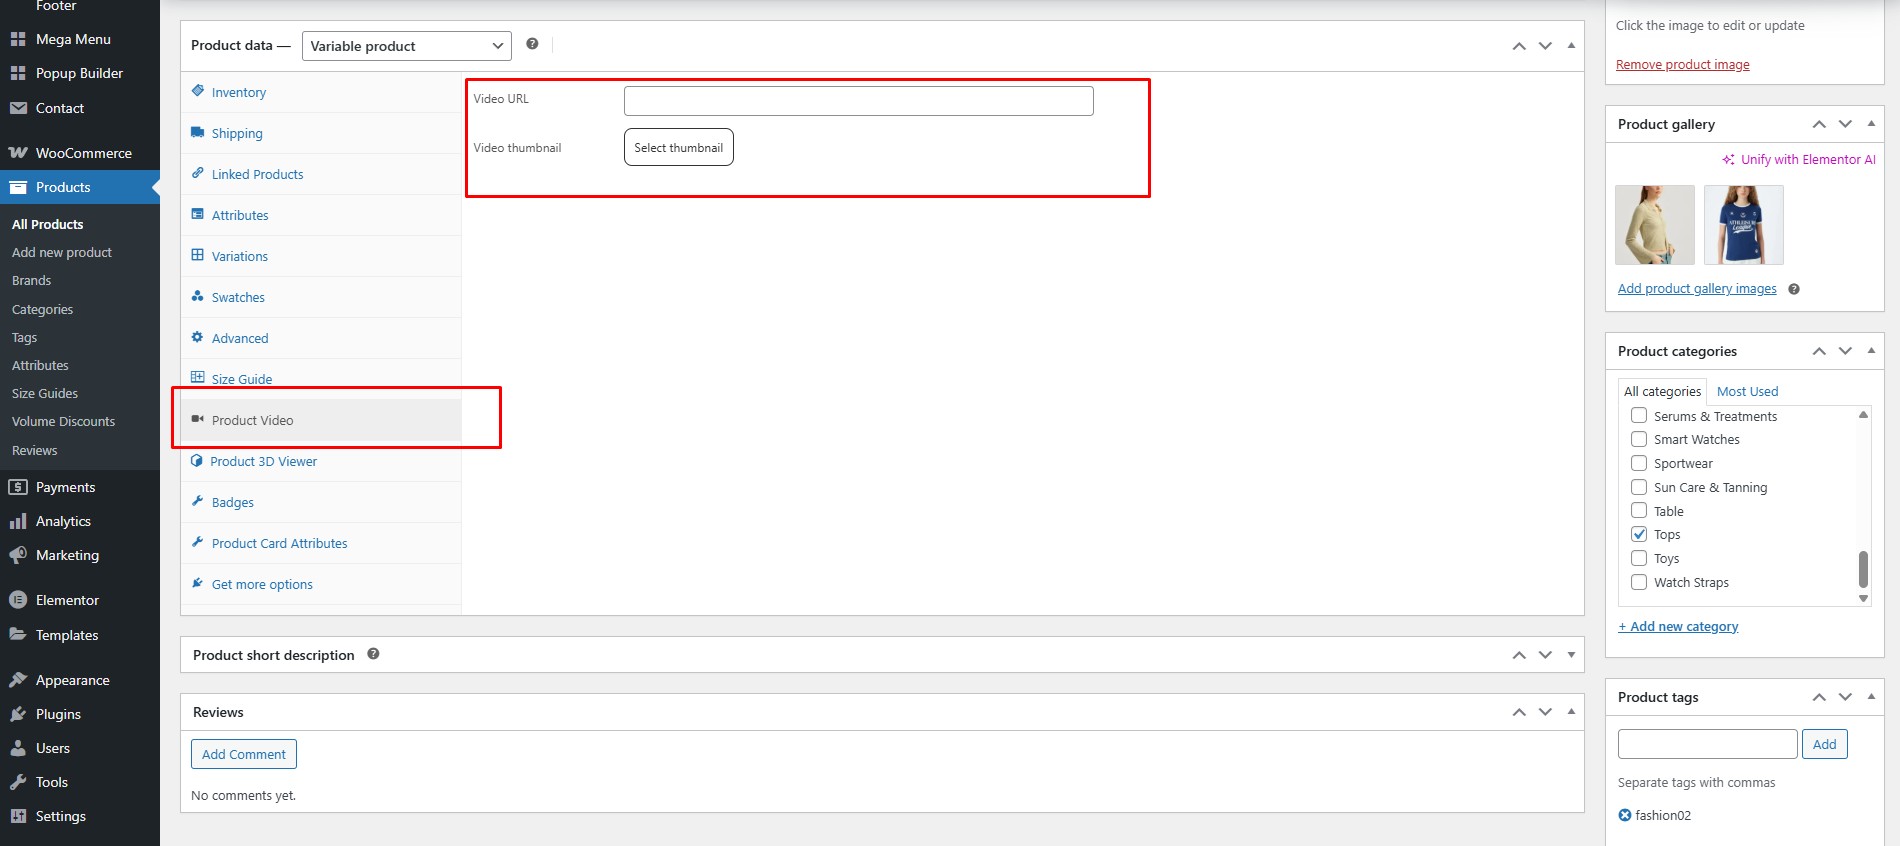 Footer
Mega Menu
Popup Builder
Contact
WooCommerce
Products
All Products
Add new product
Brands
Categories
Tags
Attributes
Size Guides
Volume Discounts
Reviews
Payments
Analytics
Marketing
Elementor
Templates
Appearance
Plugins
Users
Tools
Settings
Product data — Variable product
Inventory
Shipping
Linked Products
Attributes
Variations
Swatches
Advanced
Size Guide
Product Video
Product 3D Viewer
Badges
Product Card Attributes
Get more options
Video URL
Video thumbnail Select thumbnail
Product short description
Reviews
Add Comment
No comments yet.
Click the image to edit or update
Remove product image
Product gallery
Unify with Elementor AI
Add product gallery images
Product categories
All categories Most Used
Serums & Treatments
Smart Watches
Sportwear
Sun Care & Tanning
Table
Tops
Toys
Watch Straps
+ Add new category
Product tags
Add
Separate tags with commas
fashion02